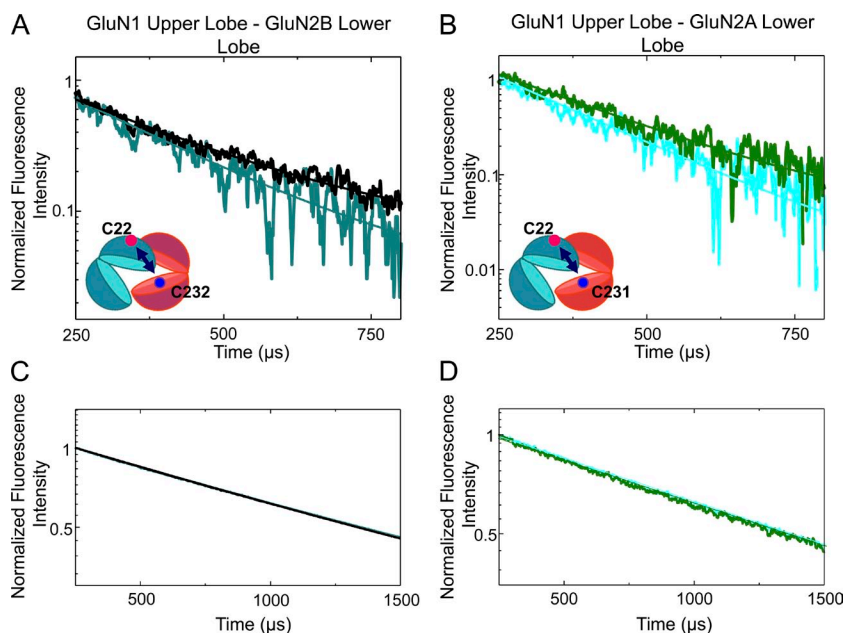 A
GluN1 Upper Lobe - GluN2B Lower
Lobe
Normalized Fluorescence
Intensity
1
0.1
C22
C232
250
500
750
Time (µs)
B
GluN1 Upper Lobe - GluN2A Lower
Lobe
Normalized Fluorescence
Intensity
1
0.1
0.01
C22
C231
250
500
750
Time (µs)
C
Normalized Fluorescence
Intensity
1
0.5
500
1000
1500
Time (µs)
D
Normalized Fluorescence
Intensity
1
0.5
500
1000
1500
Time (µs)